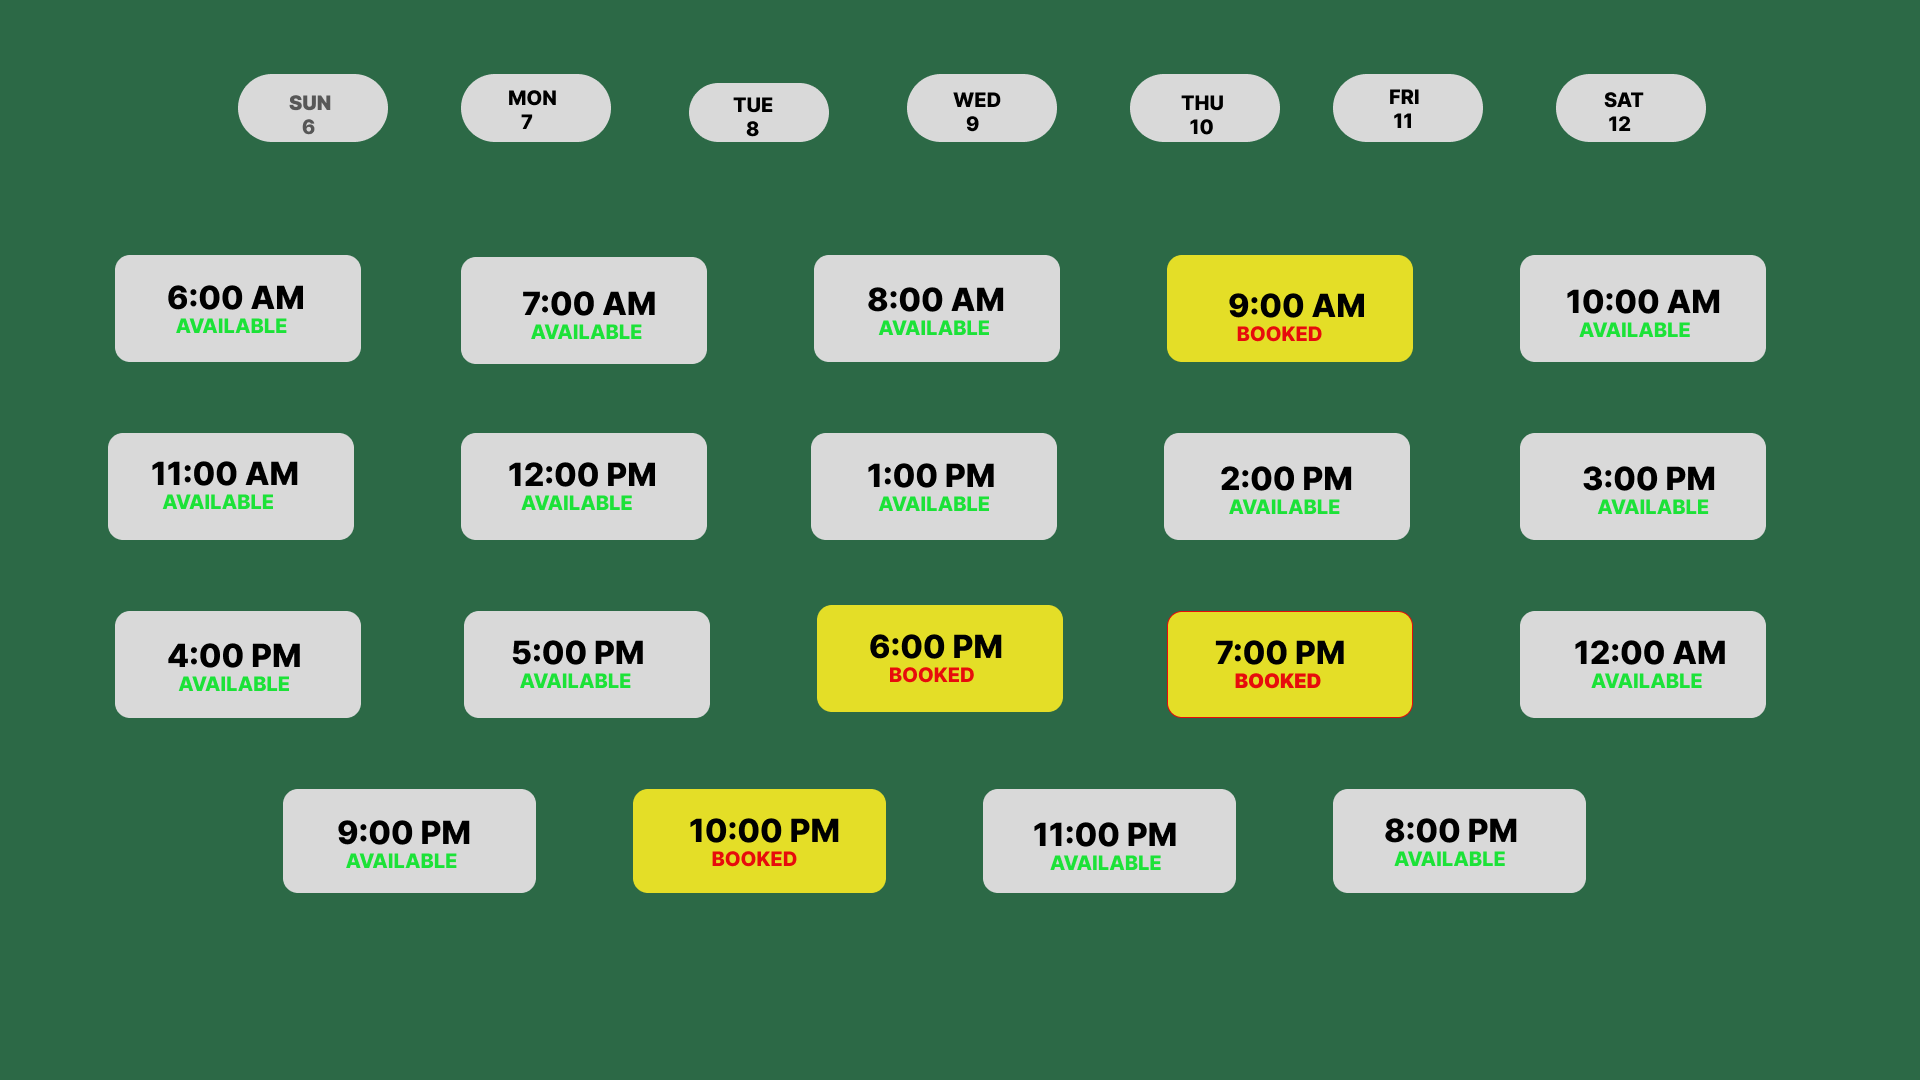 SUN
6
MON
7
TUE
8
WED
9
THU
10
FRI
11
SAT
12
6:00 AM
AVAILABLE
7:00 AM
AVAILABLE
8:00 AM
AVAILABLE
9:00 AM
BOOKED
10:00 AM
AVAILABLE
11:00 AM
AVAILABLE
12:00 PM
AVAILABLE
1:00 PM
AVAILABLE
2:00 PM
AVAILABLE
3:00 PM
AVAILABLE
4:00 PM
AVAILABLE
5:00 PM
AVAILABLE
6:00 PM
BOOKED
7:00 PM
BOOKED
12:00 AM
AVAILABLE
9:00 PM
AVAILABLE
10:00 PM
BOOKED
11:00 PM
AVAILABLE
8:00 PM
AVAILABLE